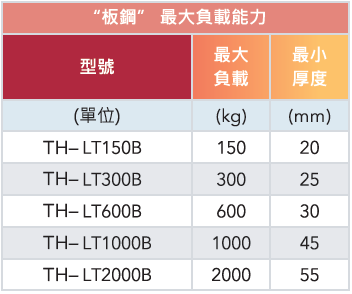 “板鋼” 最大負載能力
型號 最大負載 最小厚度
(單位) (kg) (mm)
TH–LT150B 150 20
TH–LT300B 300 25
TH–LT600B 600 30
TH–LT1000B 1000 45
TH–LT2000B 2000 55